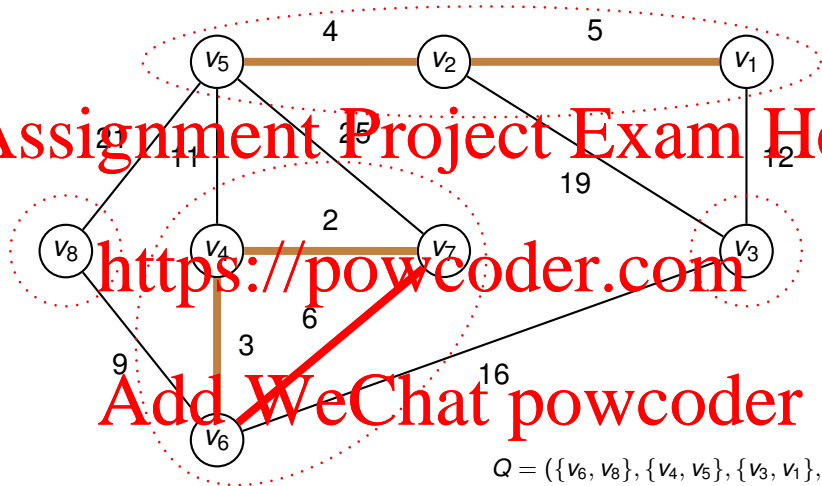 4 5
v5 v2 v1
Assignment Project Exam He
21 11 25 12
19
2
v8 v4 v7 v3
https://powcoder.com
6
3
9
16
Add WeChat powcoder
v6
Q = ({v6, v8}, {v4, v5}, {v3, v1},